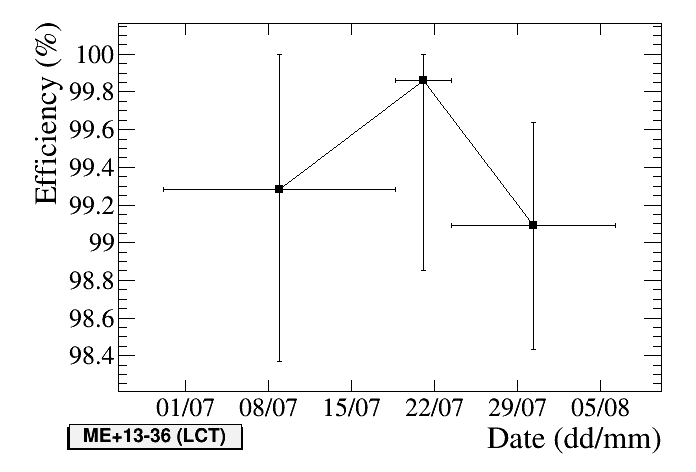 Efficiency (%)
100
99.8
99.6
99.4
99.2
99
98.8
98.6
98.4
01/07 08/07 15/07 22/07 29/07 05/08
ME+13-36 (LCT)
Date (dd/mm)